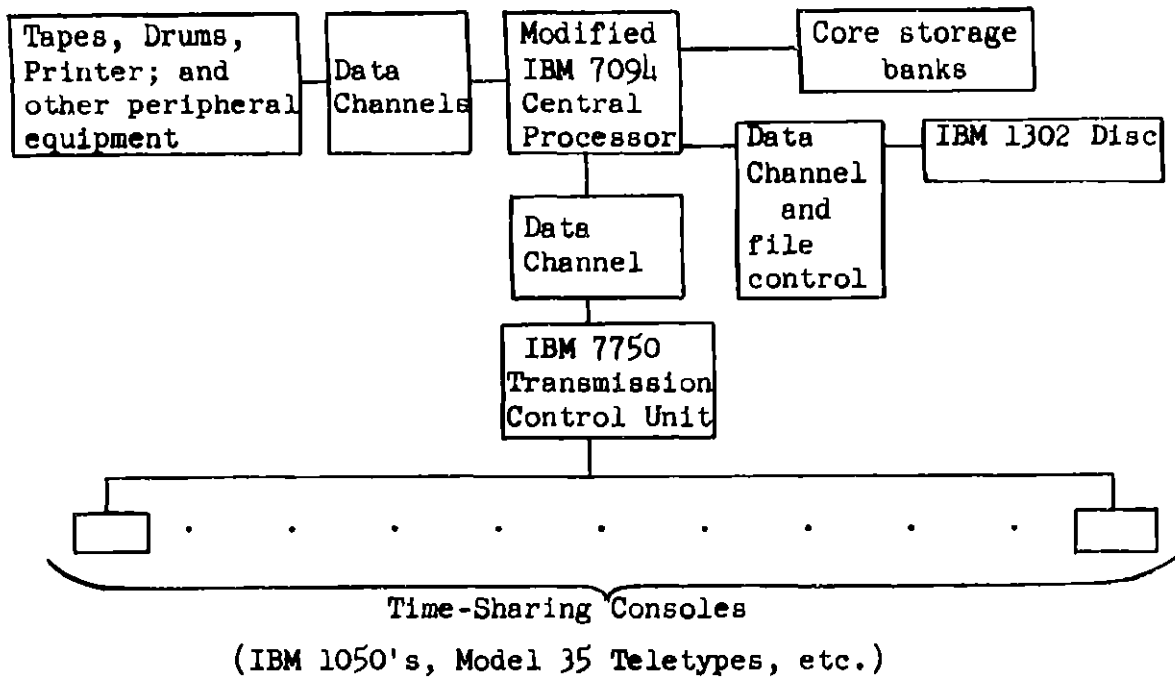 Tapes, Drums,
Printer; and
other peripheral
equipment
Data
Channels
Modified
IBM 7094
Central
Processor
Core storage
banks
Data
Channel
and
file
control
IBM 1302 Disc
Data
Channel
IBM 7750
Transmission
Control Unit
Time-Sharing Consoles
(IBM 1050's, Model 35 Teletypes, etc.)